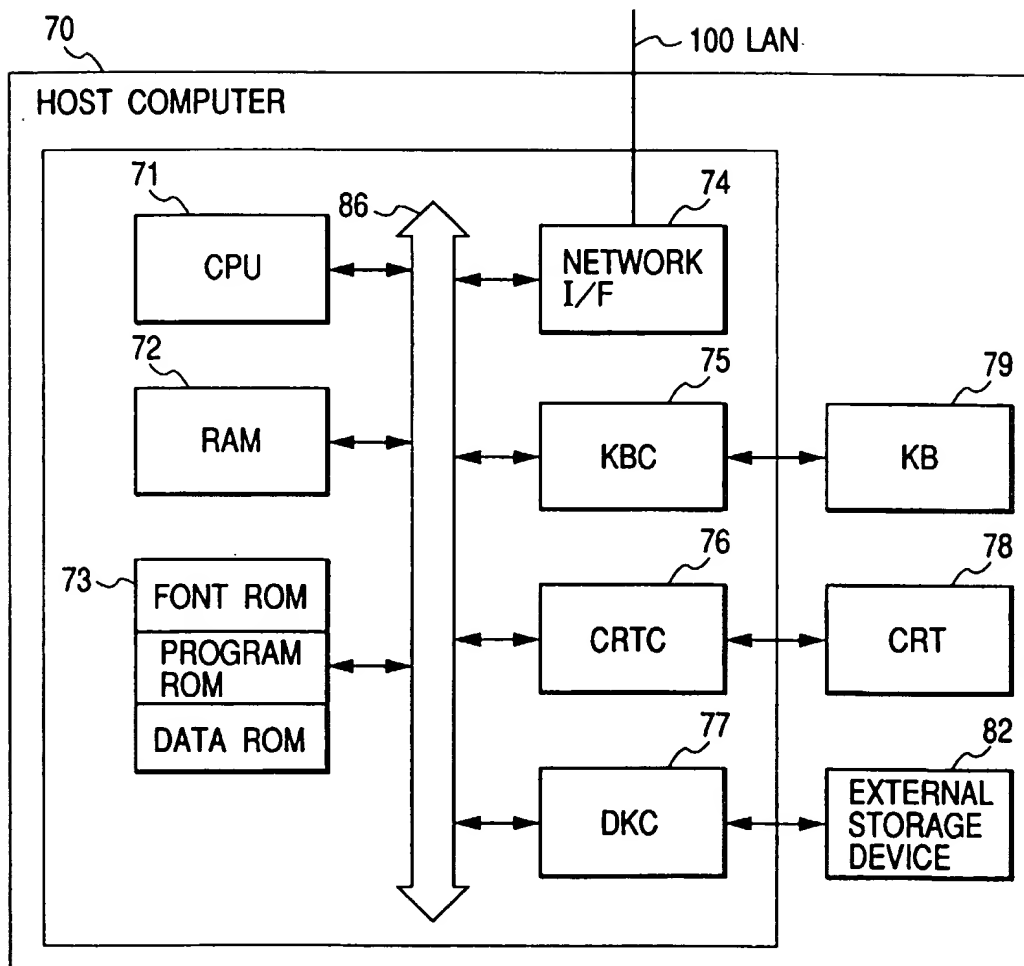 70
100 LAN
HOST COMPUTER
71
CPU
86
74
NETWORK
I/F
72
RAM
75
KBC
79
KB
73
FONT ROM
PROGRAM
ROM
DATA ROM
76
CRTC
78
CRT
77
DKC
82
EXTERNAL
STORAGE
DEVICE